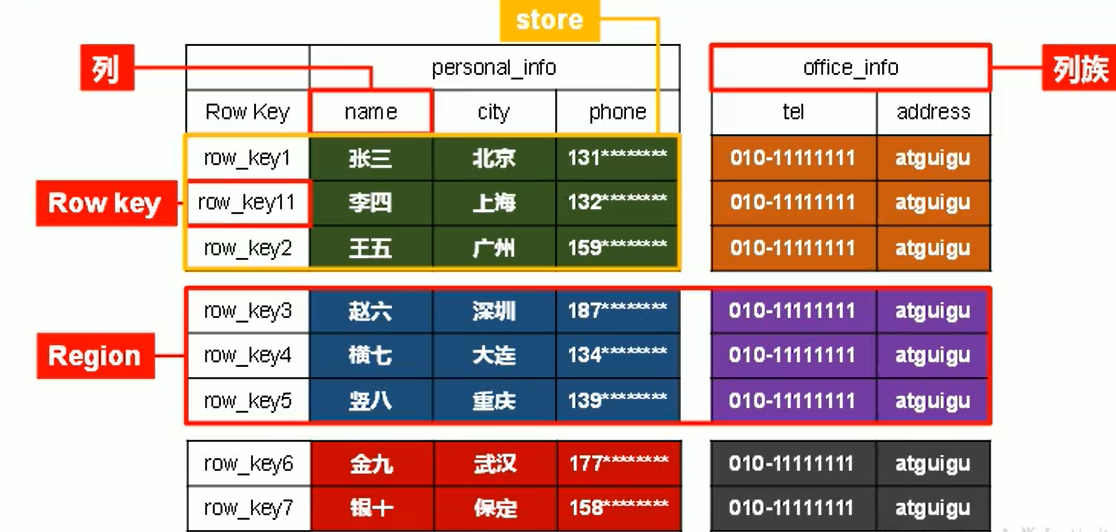 store
列 personal_info office_info 列族
Row Key name city phone tel address
row_key1 张三 北京 131******** 010-11111111 atguigu
Row key row_key11 李四 上海 132******** 010-11111111 atguigu
row_key2 王五 广州 159******** 010-11111111 atguigu
row_key3 赵六 深圳 187******** 010-11111111 atguigu
Region row_key4 横七 大连 134******** 010-11111111 atguigu
row_key5 竖八 重庆 139******** 010-11111111 atguigu
row_key6 金九 武汉 177******** 010-11111111 atguigu
row_key7 银十 保定 158******** 010-11111111 atguigu